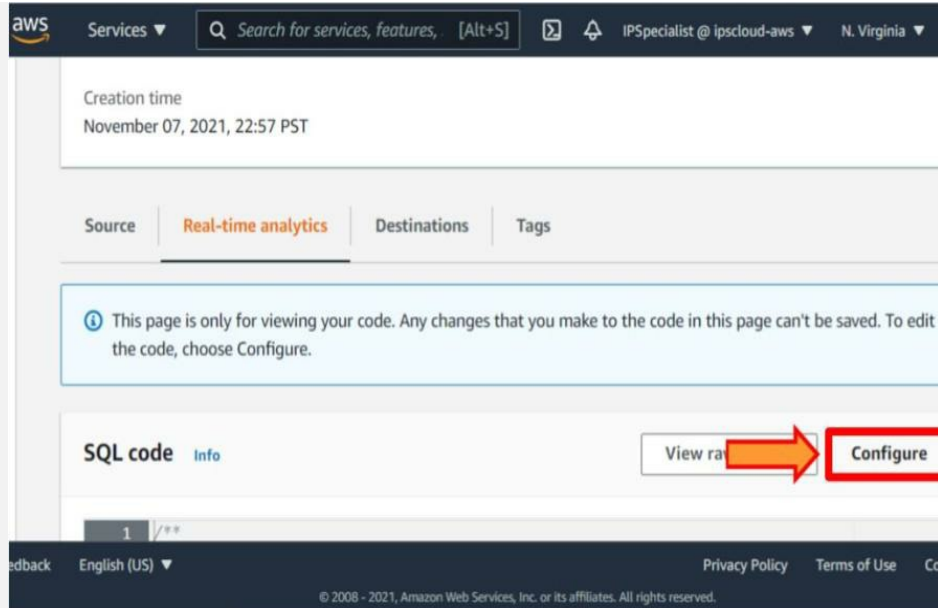 aws
Services ▼
Search for services, features, . [Alt+S]
IPSpecialist @ ipscloud-aws ▼
N. Virginia ▼
Creation time
November 07, 2021, 22:57 PST
Source
Real-time analytics
Destinations
Tags
This page is only for viewing your code. Any changes that you make to the code in this page can't be saved. To edit
the code, choose Configure.
SQL code Info
View
Configure
1 /**
edback
English (US) ▼
Privacy Policy
Terms of Use
© 2008 - 2021, Amazon Web Services, Inc. or its affiliates. All rights reserved.